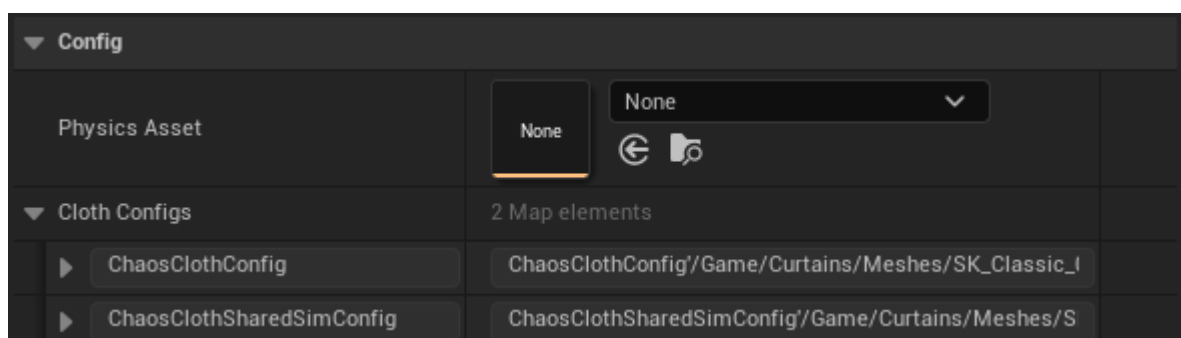 Config
Physics Asset
None
None
Cloth Configs
2 Map elements
ChaosClothConfig
ChaosClothConfig'/Game/Curtains/Meshes/SK_Classic_
ChaosClothSharedSimConfig
ChaosClothSharedSimConfig'/Game/Curtains/Meshes/S